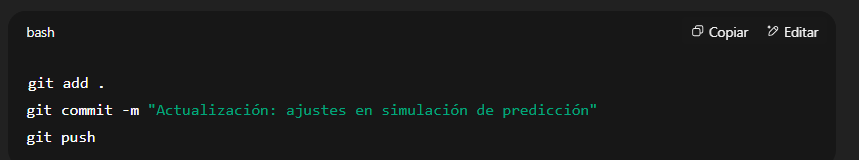 bash
Copiar
Editar
git add .
git commit -m "Actualización: ajustes en simulación de predicción"
git push